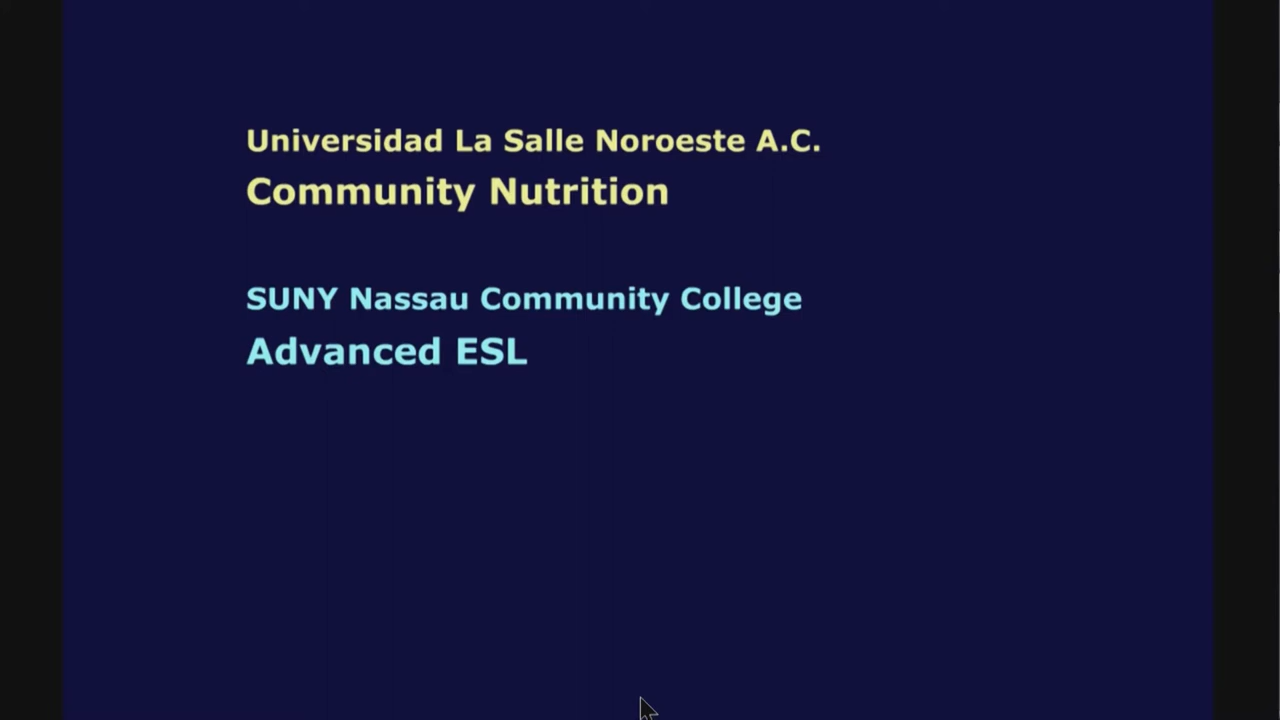 Universidad La Salle Noroeste A.C.
Community Nutrition
SUNY Nassau Community College
Advanced ESL